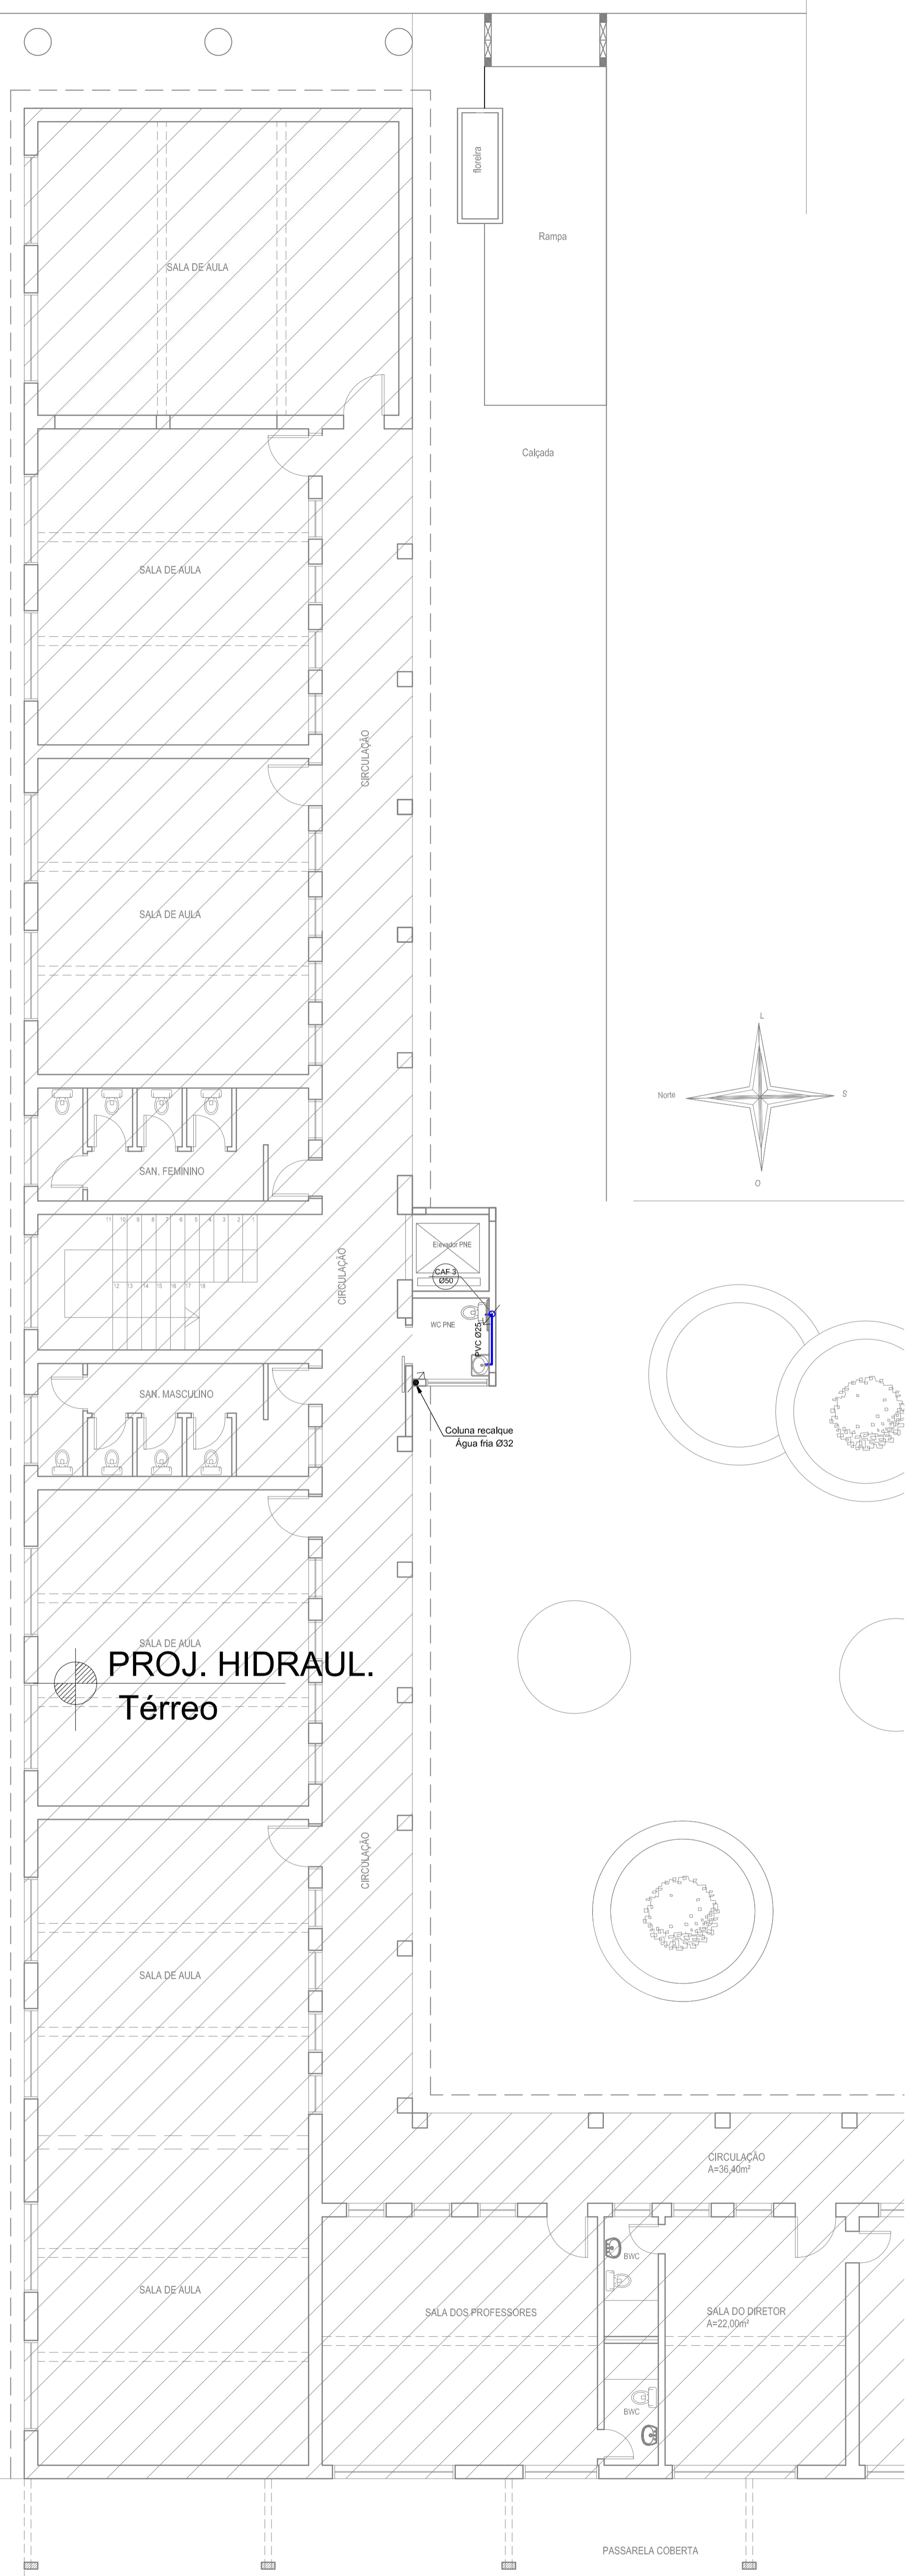 floreira
Rampa
SALA DE AULA
Calçada
SALA DE AULA
CIRCULAÇÃO
SALA DE AULA
L
Norte
S
O
SAN. FEMININO
11 10 9 8 7 6 5 4 3 2 1
12 13 14 15 16 17 18
CIRCULAÇÃO
Elevador PNE
CAF 3
Ø50
WC PNE
PVC Ø25
SAN. MASCULINO
Coluna recalque
Água fria Ø32
SALA DE AULA
PROJ. HIDRAUL.
Térreo
CIRCULAÇÃO
SALA DE AULA
CIRCULAÇÃO
A=36,40m²
BWC
SALA DE AULA
SALA DOS PROFESSORES
SALA DO DIRETOR
A=22,00m²
BWC
PASSARELA COBERTA